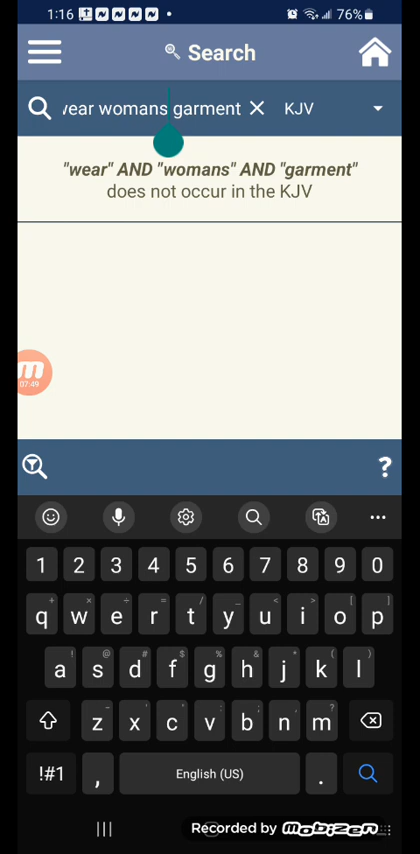 1:16 76%
Search
wear womans garment KJV
"wear" AND "womans" AND "garment"
does not occur in the KJV
07:49
?
1 2 3 4 5 6 7 8 9 0
+ × ÷ = / _ < > [ ]
q w e r t y u i o p
! @ # $ % & * ( )
a s d f g h j k l
- ' " : ; , ?
z x c v b n m
!#1 , English (US) .
Recorded by mobizen